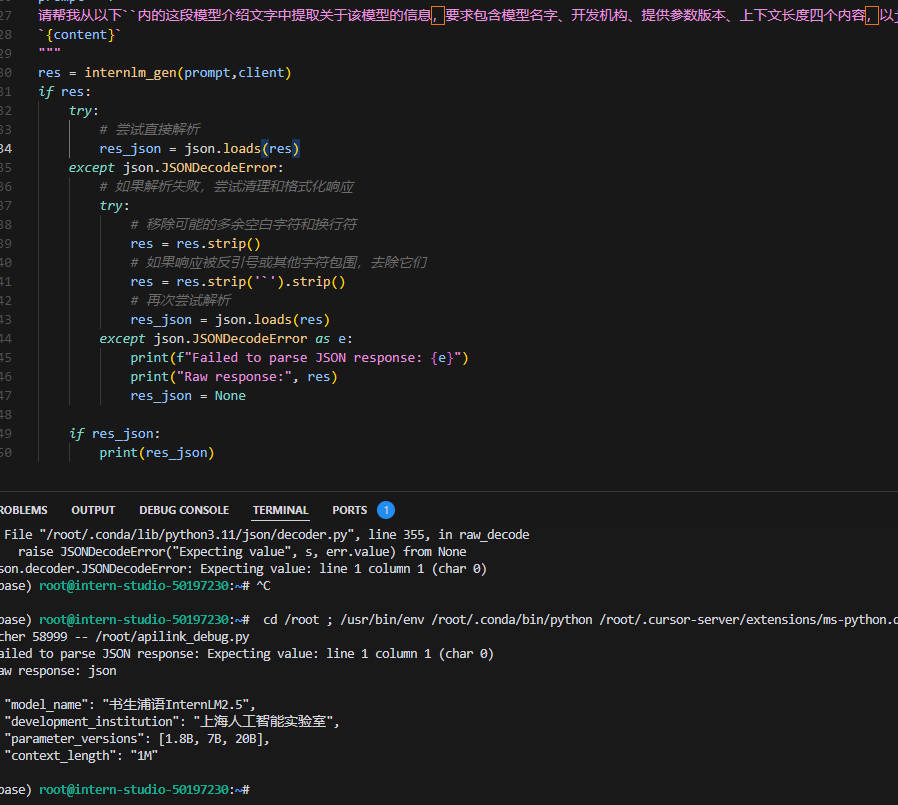 27 请帮我从以下``内的这段模型介绍文字中提取关于该模型的信息，要求包含模型名字、开发机构、提供参数版本、上下文长度四个内容，以
28 `{content}`
29 """
30 res = internlm_gen(prompt,client)
31 if res:
32 try:
33 # 尝试直接解析
34 res_json = json.loads(res)
35 except json.JSONDecodeError:
36 # 如果解析失败，尝试清理和格式化响应
37 try:
38 # 移除可能的多余空白字符和换行符
39 res = res.strip()
40 # 如果响应被反引号或其他字符包围，去除它们
41 res = res.strip('`').strip()
42 # 再次尝试解析
43 res_json = json.loads(res)
44 except json.JSONDecodeError as e:
45 print(f"Failed to parse JSON response: {e}")
46 print("Raw response:", res)
47 res_json = None
48
49 if res_json:
50 print(res_json)
ROBLEMS OUTPUT DEBUG CONSOLE TERMINAL PORTS 1
File "/root/.conda/lib/python3.11/json/decoder.py", line 355, in raw_decode
raise JSONDecodeError("Expecting value", s, err.value) from None
son.decoder.JSONDecodeError: Expecting value: line 1 column 1 (char 0)
base) root@intern-studio-50197230:~# ^C
base) root@intern-studio-50197230:~# cd /root ; /usr/bin/env /root/.conda/bin/python /root/.cursor-server/extensions/ms-python.d
cher 58999 -- /root/apilink_debug.py
ailed to parse JSON response: Expecting value: line 1 column 1 (char 0)
aw response: json
"model_name": "书生浦语InternLM2.5",
"development_institution": "上海人工智能实验室",
"parameter_versions": [1.8B, 7B, 20B],
"context_length": "1M"
base) root@intern-studio-50197230:~#